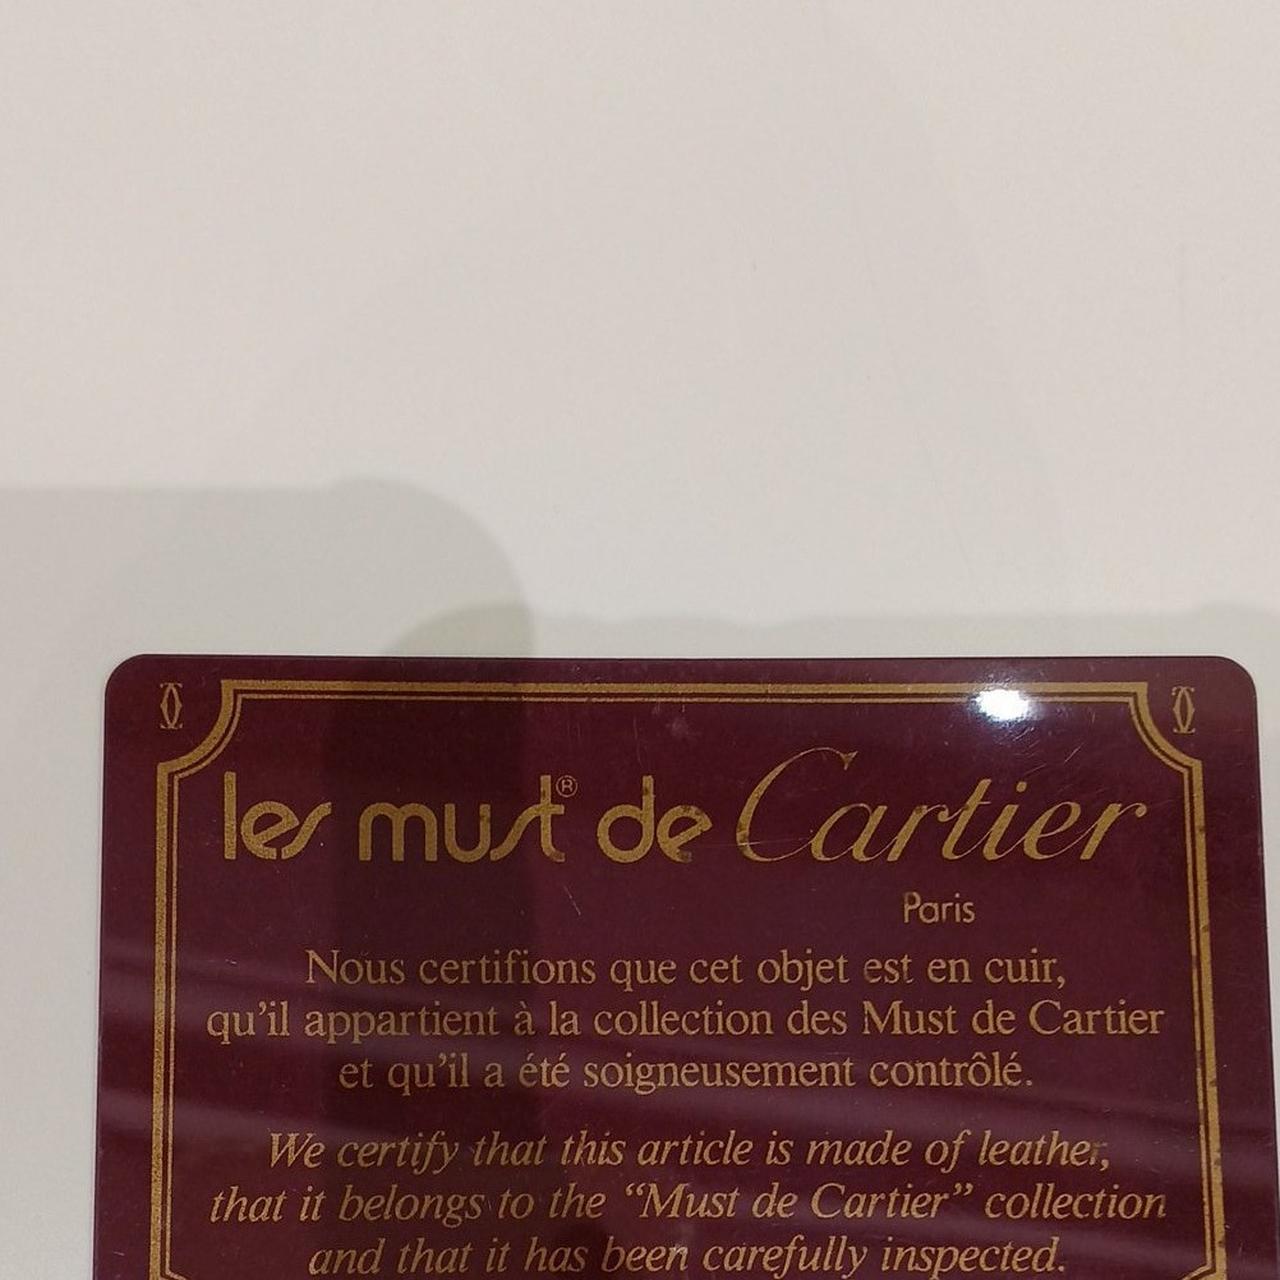 les must® de Cartier
Paris
Nous certifions que cet objet est en cuir,
qu'il appartient à la collection des Must de Cartier
et qu'il a été soigneusement contrôlé.
We certify that this article is made of leather,
that it belongs to the “Must de Cartier” collection
and that it has been carefully inspected.